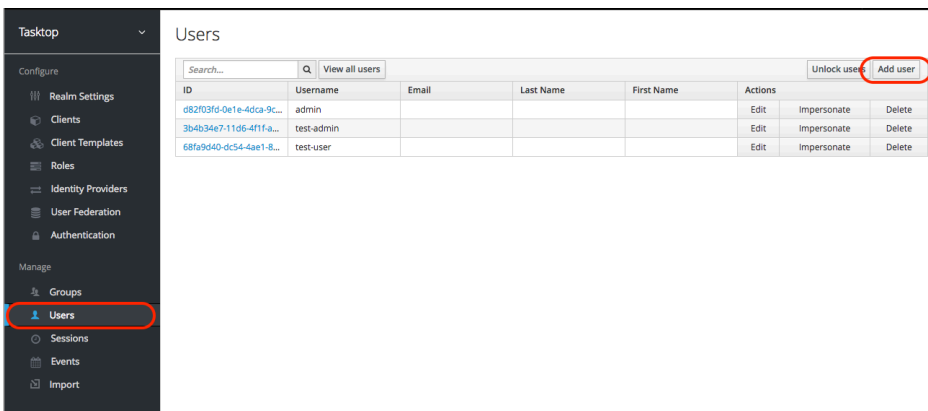 Tasktop
Configure
Realm Settings
Clients
Client Templates
Roles
Identity Providers
User Federation
Authentication
Manage
Groups
Users
Sessions
Events
Import
Users
Search... View all users Unlock users Add user
ID Username Email Last Name First Name Actions
d82f03fd-0e1e-4dca-9c... admin Edit Impersonate Delete
3b4b34e7-11d6-4f1f-a... test-admin Edit Impersonate Delete
68fa9d40-dc54-4ae1-8... test-user Edit Impersonate Delete